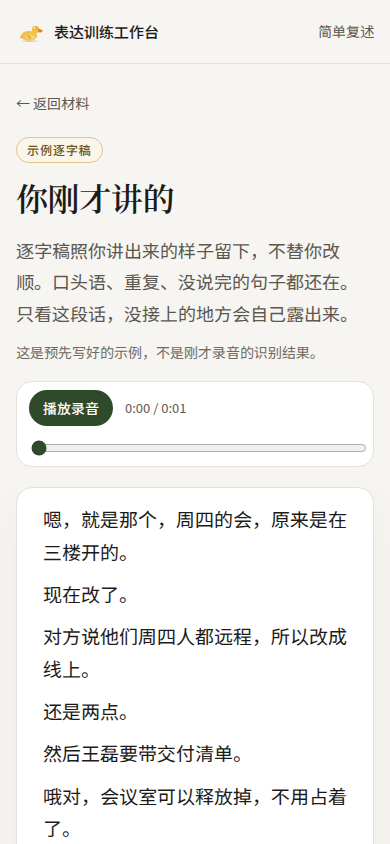 表达训练工作台
简单复述
← 返回材料
示例逐字稿
你刚才讲的
逐字稿照你讲出来的样子留下，不替你改
顺。口头语、重复、没说完的句子都还在。
只看这段话，没接上的地方会自己露出来。
这是预先写好的示例，不是刚才录音的识别结果。
播放录音
0:00 / 0:01
嗯，就是那个，周四的会，原来是在
三楼开的。
现在改了。
对方说他们周四人都远程，所以改成
线上。
还是两点。
然后王磊要带交付清单。
哦对，会议室可以释放掉，不用占着
了。